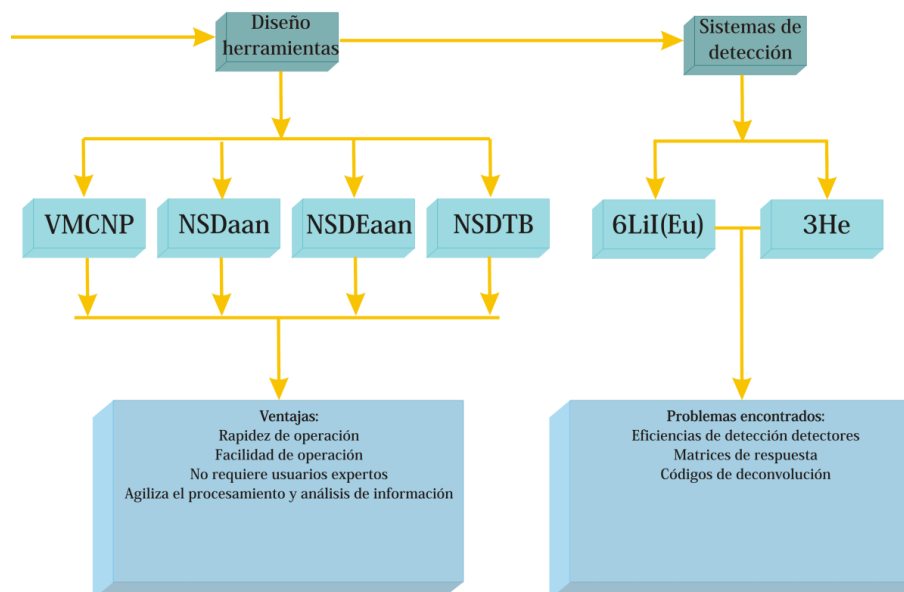 Diseño
herramientas
Sistemas de
detección
VMCNP
NSDaan
NSDEaan
NSDTB
6LiI(Eu)
3He
Ventajas:
Rapidez de operación
Facilidad de operación
No requiere usuarios expertos
Agiliza el procesamiento y análisis de información
Problemas encontrados:
Eficiencias de detección detectores
Matrices de respuesta
Códigos de deconvolución